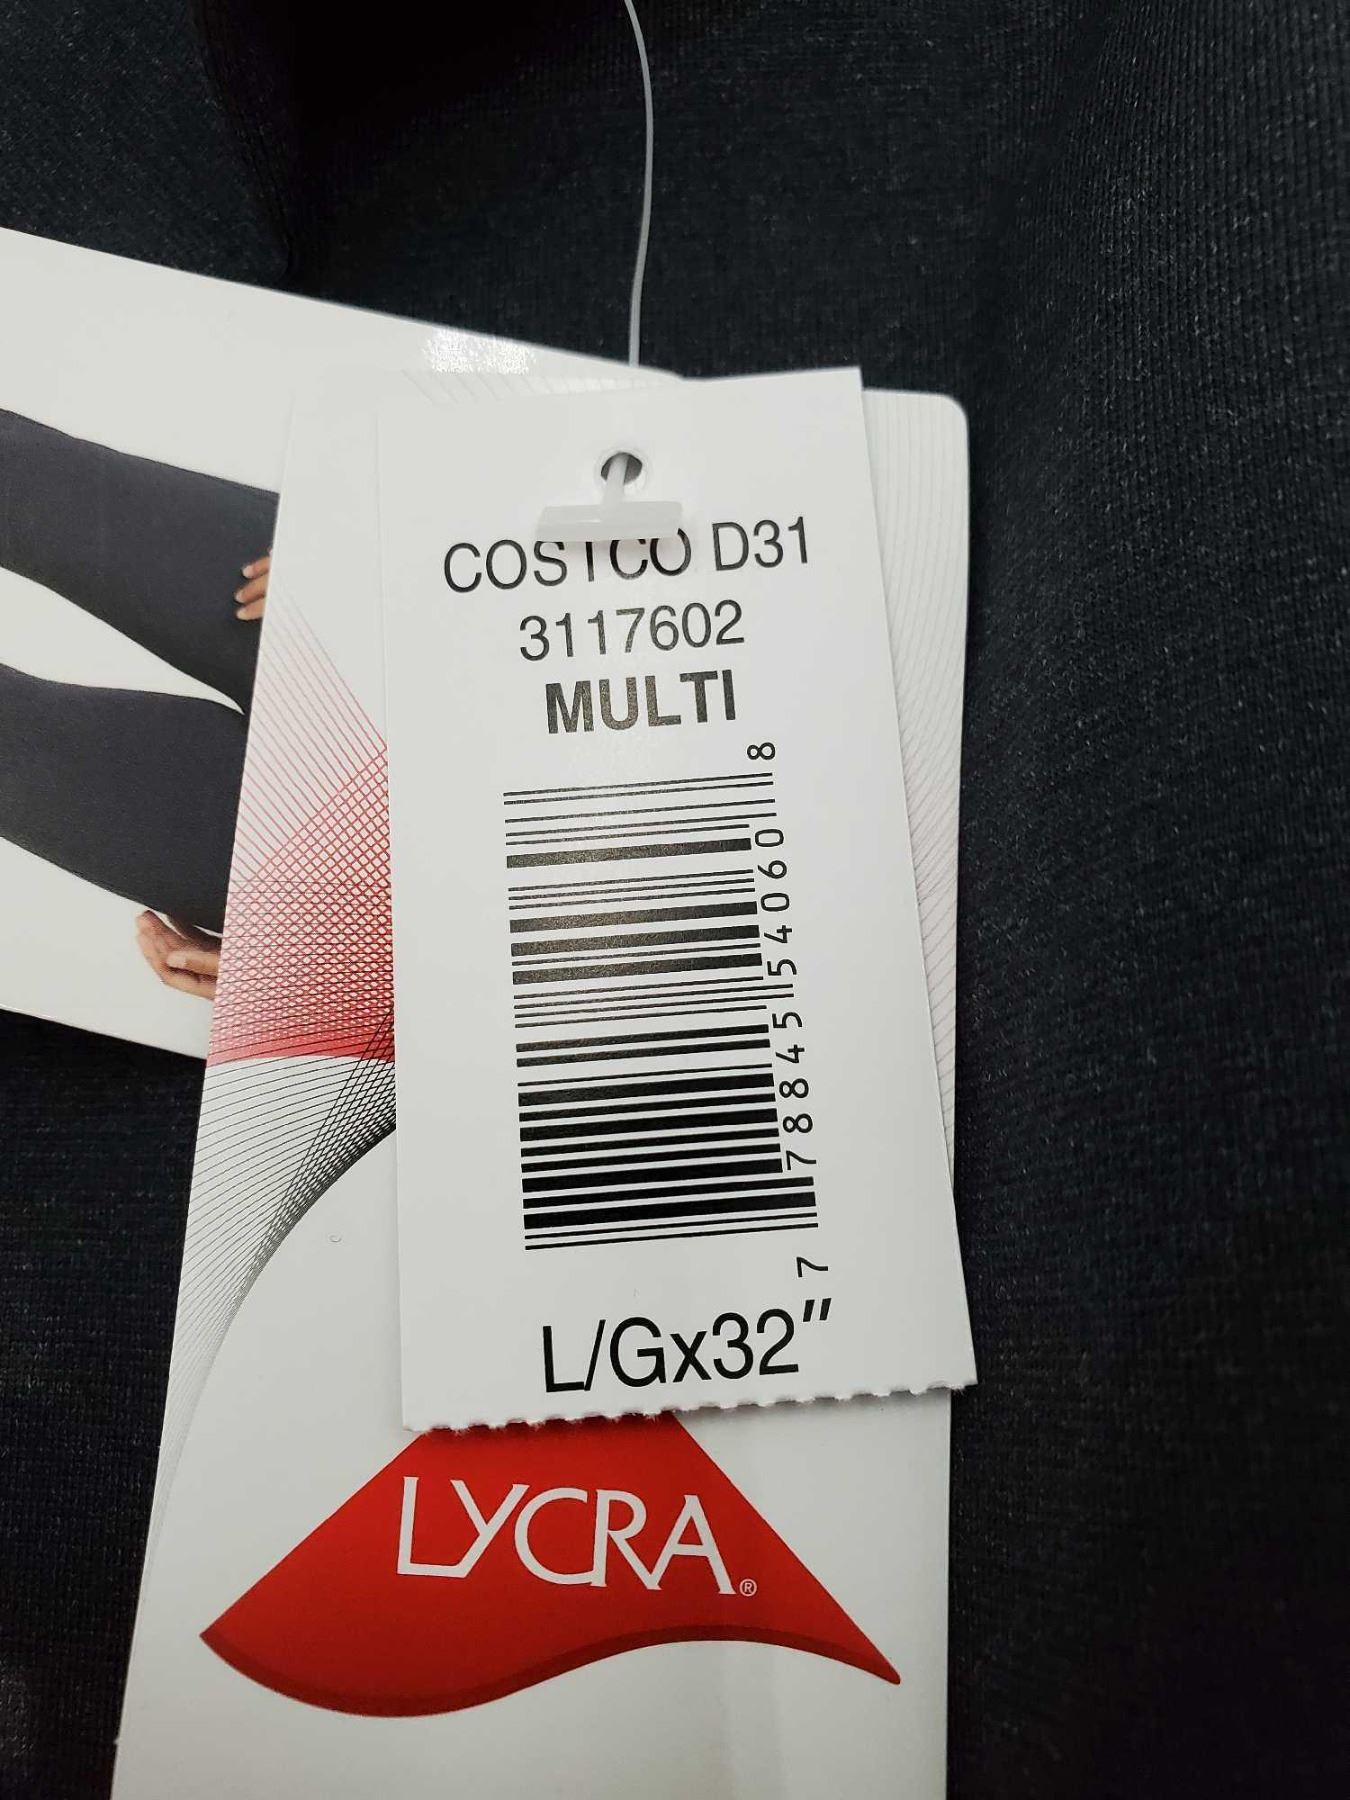 COSTCO D31
3117602
MULTI
7 78845 54060 8
L/Gx32"
LYCRA®